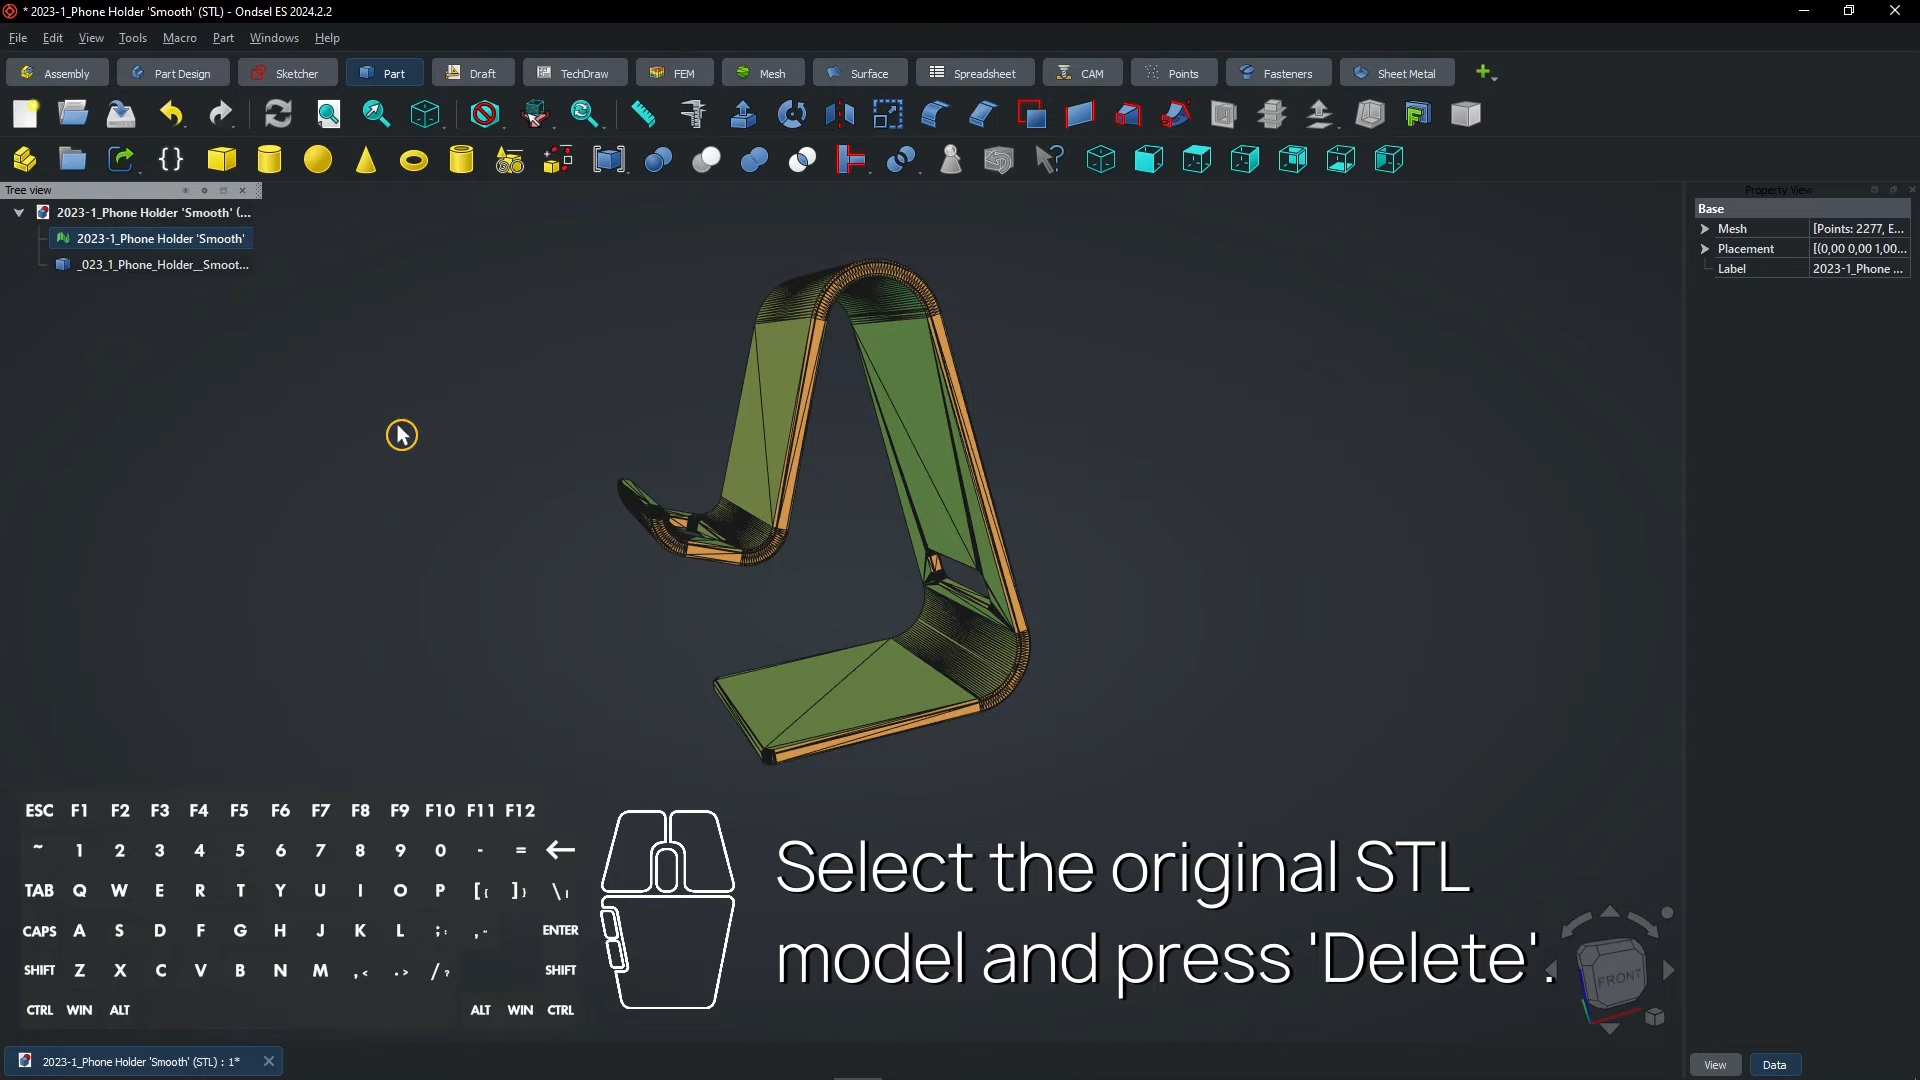 * 2023-1_Phone Holder 'Smooth' (STL) - Ondsel ES 2024.2.2
File Edit View Tools Macro Part Windows Help
Assembly Part Design Sketcher Part Draft TechDraw FEM Mesh Surface Spreadsheet CAM Points Fasteners Sheet Metal
Tree view
2023-1_Phone Holder 'Smooth' (...
2023-1_Phone Holder 'Smooth'
_023_1_Phone_Holder__Smoot...
Property View
Base
Mesh [Points: 2277, E...
Placement [(0,00 0,00 1,00...
Label 2023-1_Phone ...
ESC F1 F2 F3 F4 F5 F6 F7 F8 F9 F10 F11 F12
~ 1 2 3 4 5 6 7 8 9 0 - = ←
TAB Q W E R T Y U I O P [{ ]} \|
CAPS A S D F G H J K L ;: ENTER
SHIFT Z X C V B N M ,< .> /? SHIFT
CTRL WIN ALT ALT WIN CTRL
Select the original STL
model and press 'Delete'.
FRONT
2023-1_Phone Holder 'Smooth' (STL) : 1*
View Data